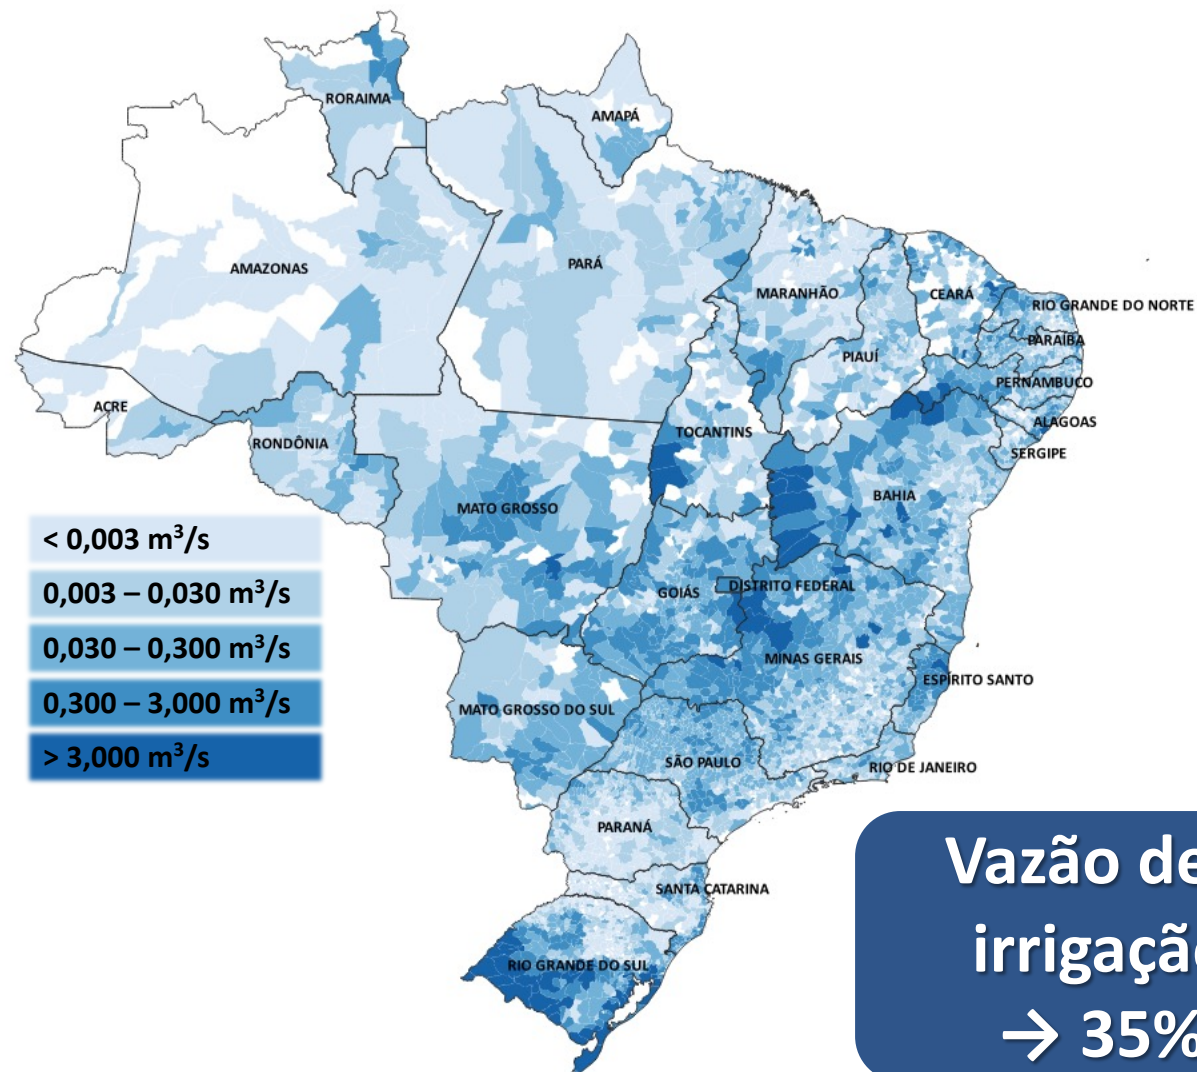 RORAIMA
AMAPÁ
AMAZONAS
PARÁ
MARANHÃO
CEARÁ
RIO GRANDE DO NORTE
PARAÍBA
PIAUÍ
PERNAMBUCO
ACRE
ALAGOAS
TOCANTINS
RONDÔNIA
SERGIPE
BAHIA
MATO GROSSO
< 0,003 m³/s
0,003 – 0,030 m³/s
0,030 – 0,300 m³/s
0,300 – 3,000 m³/s
> 3,000 m³/s
DISTRITO FEDERAL
GOIÁS
MINAS GERAIS
ESPÍRITO SANTO
MATO GROSSO DO SUL
SÃO PAULO
RIO DE JANEIRO
PARANÁ
SANTA CATARINA
RIO GRANDE DO SUL
Vazão de
irrigaçã
→ 35%